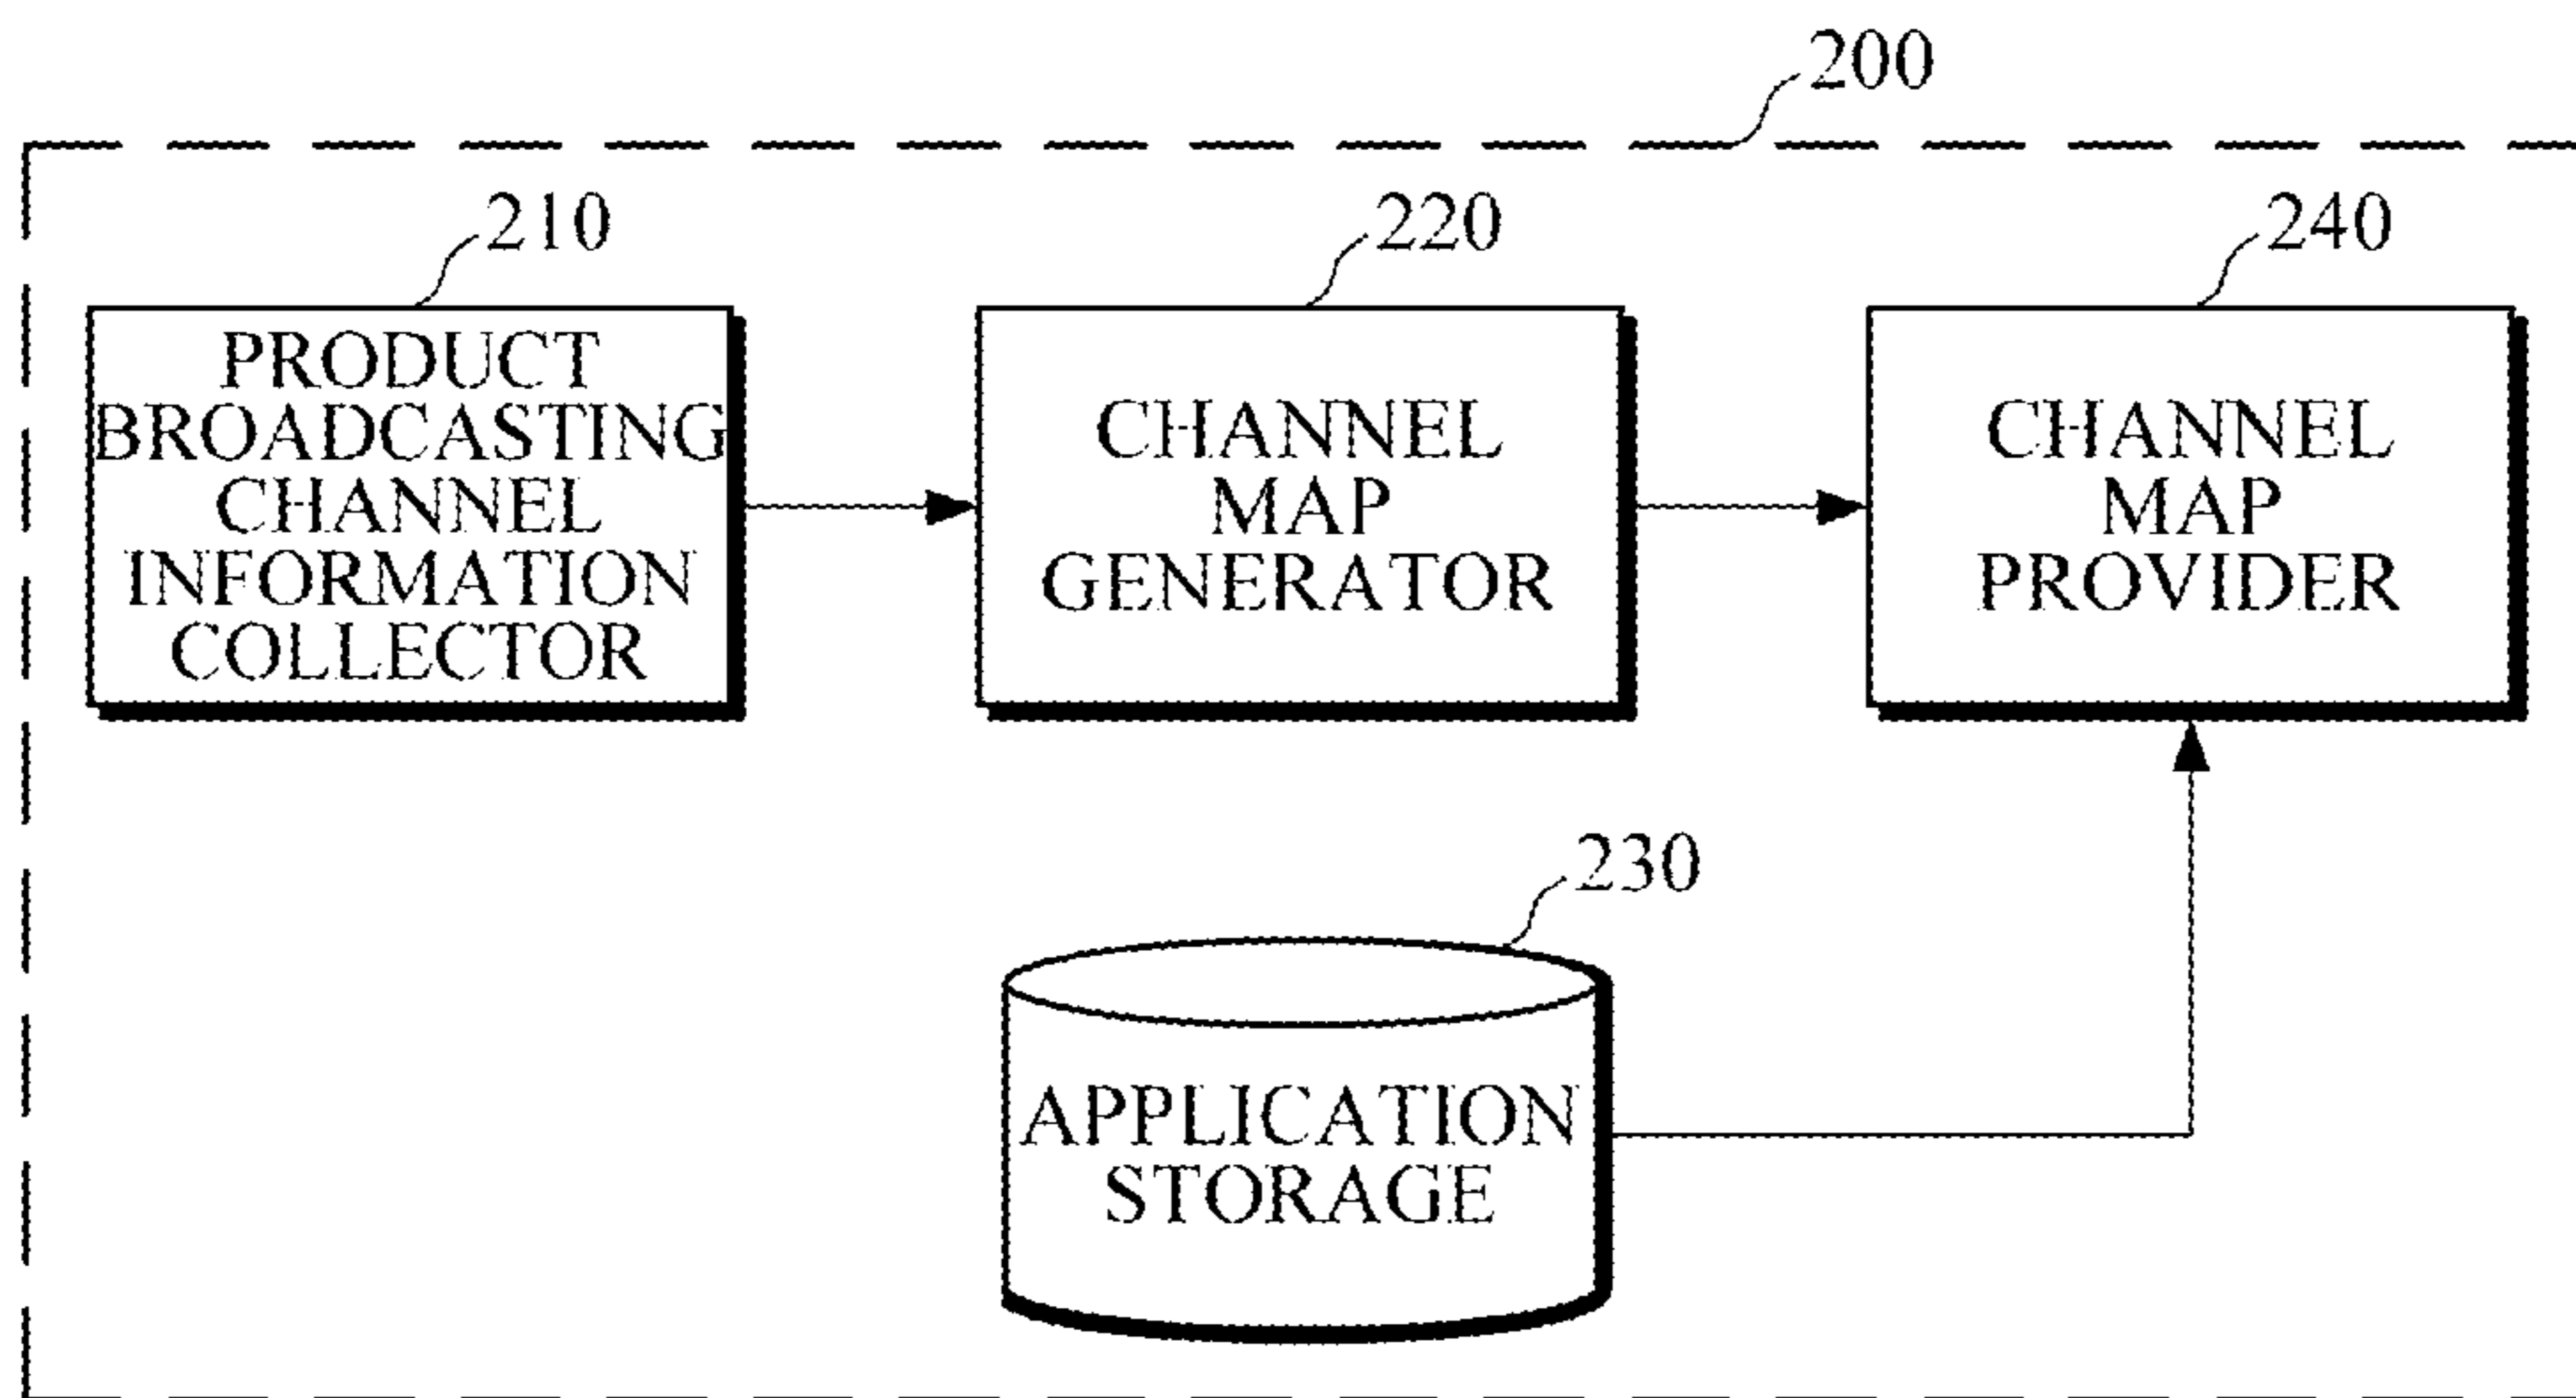 200
210
PRODUCT
BROADCASTING
CHANNEL
INFORMATION
COLLECTOR
220
CHANNEL
MAP
GENERATOR
240
CHANNEL
MAP
PROVIDER
230
APPLICATION
STORAGE